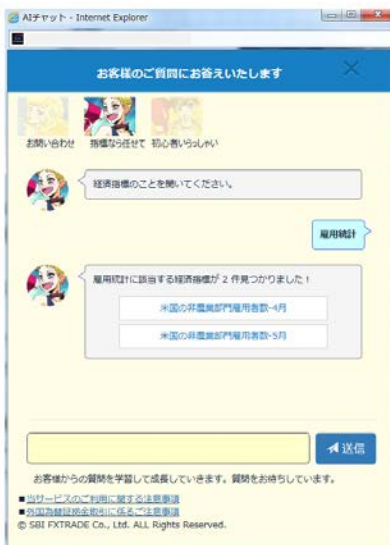 AIチャット - Internet Explorer
お客様のご質問にお答えいたします
お問い合わせ 指標なら任せて 初心者いらっしゃい
経済指標のことを聞いてください。
雇用統計
雇用統計に該当する経済指標が 2 件見つかりました！
米国の非農業部門雇用者数-4月
米国の非農業部門雇用者数-5月
送信
お客様からの質問を学習して成長していきます。質問をお待ちしています。
■当サービスのご利用に関する注意事項
■外国為替証拠金取引に係るご注意事項
© SBI FXTRADE Co., Ltd. ALL Rights Reserved.